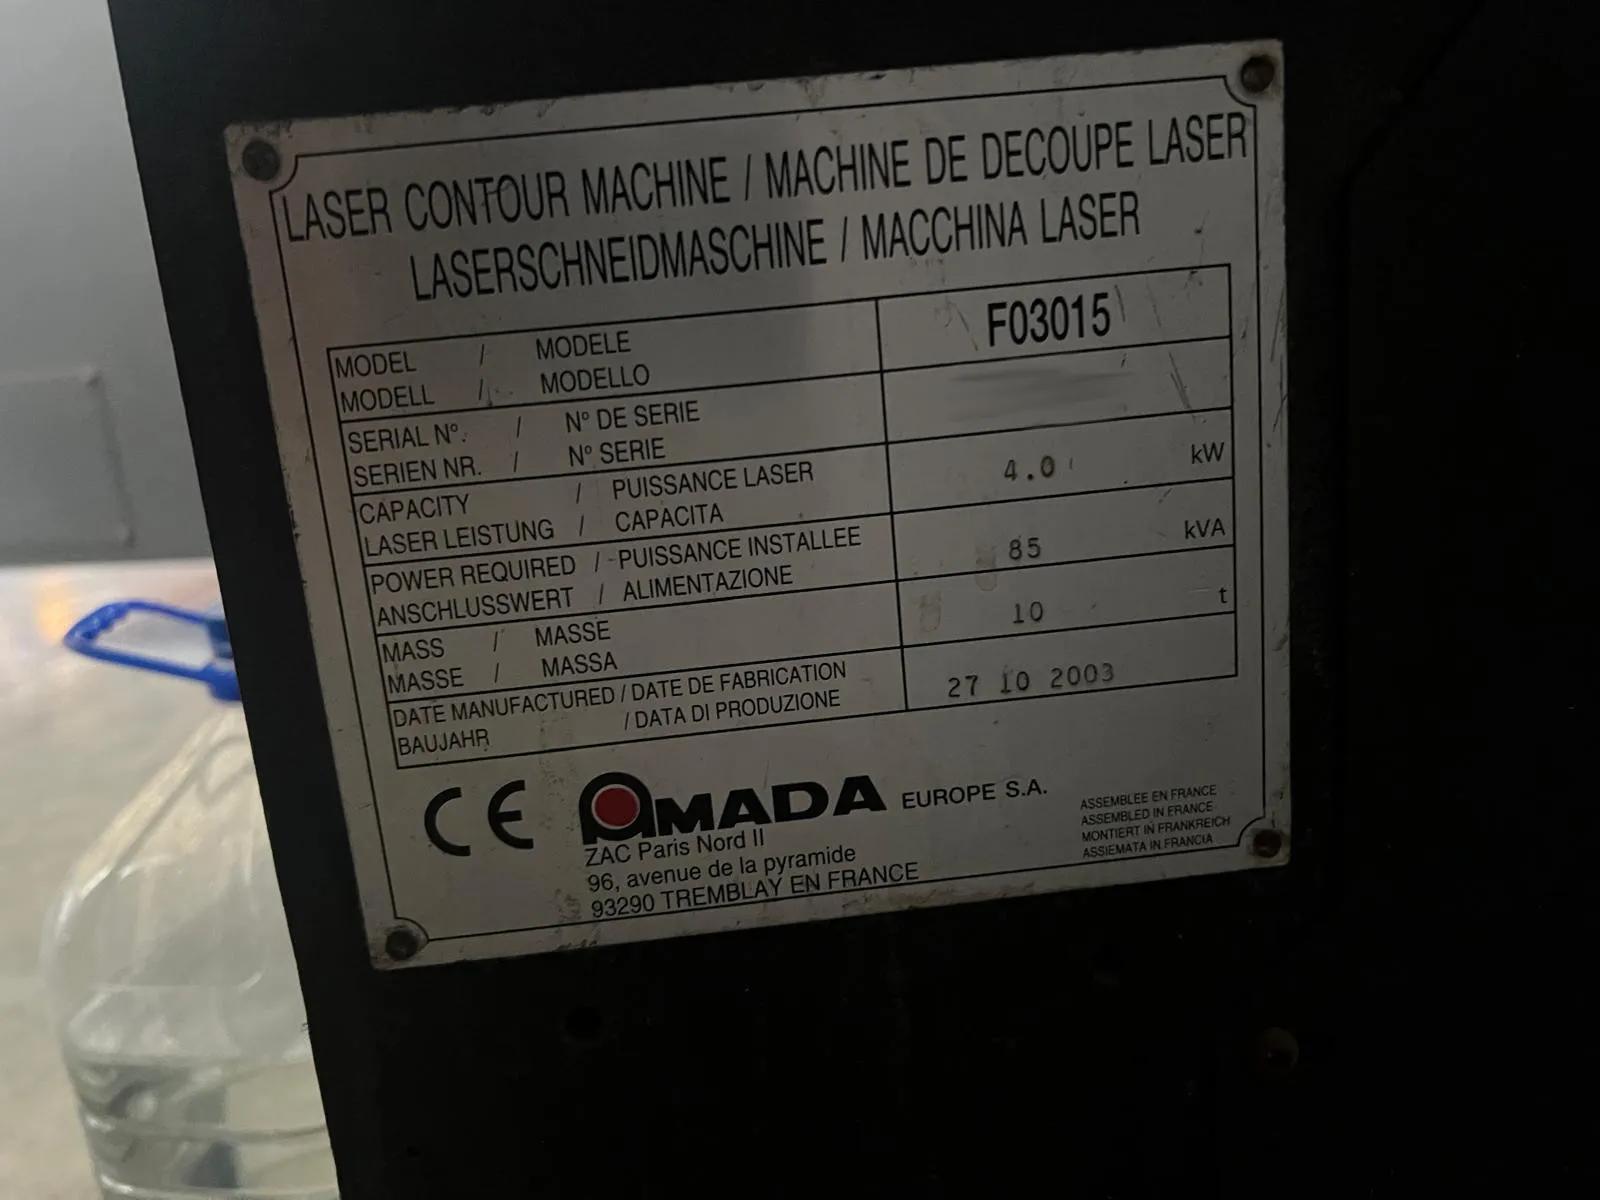 LASER CONTOUR MACHINE / MACHINE DE DECOUPE LASER
LASERSCHNEIDMASCHINE / MACCHINA LASER
MODEL / MODELE F03015
MODELL / MODELLO
SERIAL Nº. / Nº DE SERIE
SERIEN NR. / Nº SERIE
CAPACITY / PUISSANCE LASER 4.0 kW
LASER LEISTUNG / CAPACITA
POWER REQUIRED / PUISSANCE INSTALLEE 85 kVA
ANSCHLUSSWERT / ALIMENTAZIONE
MASS / MASSE 10 t
MASSE / MASSA
DATE MANUFACTURED / DATE DE FABRICATION 27 10 2003
BAUJAHR / DATA DI PRODUZIONE
CE AMADA EUROPE S.A.
ZAC Paris Nord II
96, avenue de la pyramide
93290 TREMBLAY EN FRANCE
ASSEMBLEE EN FRANCE
ASSEMBLED IN FRANCE
MONTIERT IN FRANKREICH
ASSIEMATA IN FRANCIA